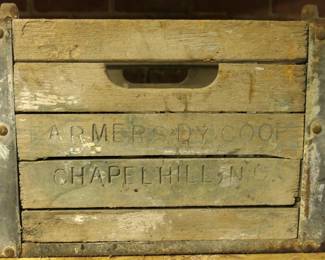 ARMERS DY. COOP
CHAPEL HILL, N.C.